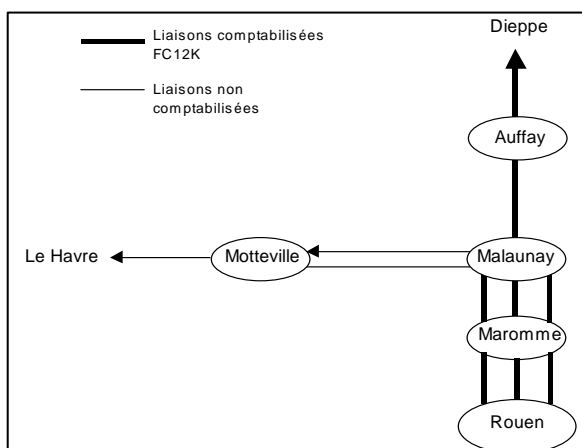 Liaisons comptabilisées
FC12K
Liaisons non
comptabilisées
Dieppe
Auffay
Le Havre
Motteville
Malaunay
Maromme
Rouen